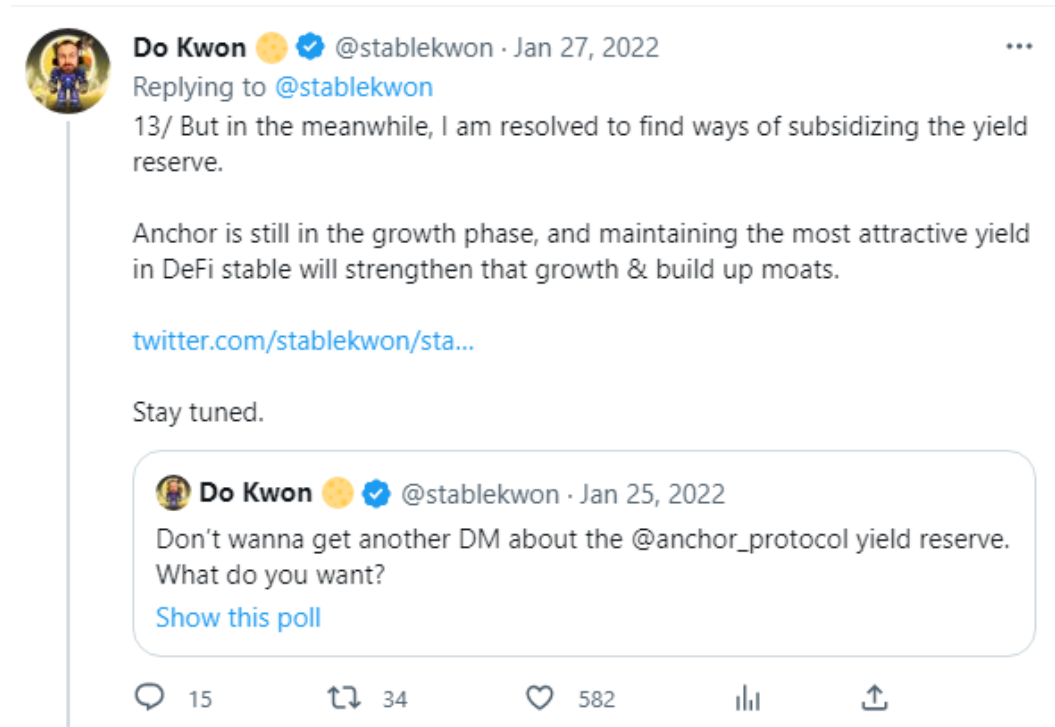 Do Kwon @stablekwon · Jan 27, 2022
Replying to @stablekwon
13/ But in the meanwhile, I am resolved to find ways of subsidizing the yield
reserve.
Anchor is still in the growth phase, and maintaining the most attractive yield
in DeFi stable will strengthen that growth & build up moats.
twitter.com/stablekwon/sta...
Stay tuned.
Do Kwon @stablekwon · Jan 25, 2022
Don’t wanna get another DM about the @anchor_protocol yield reserve.
What do you want?
Show this poll
15 34 582